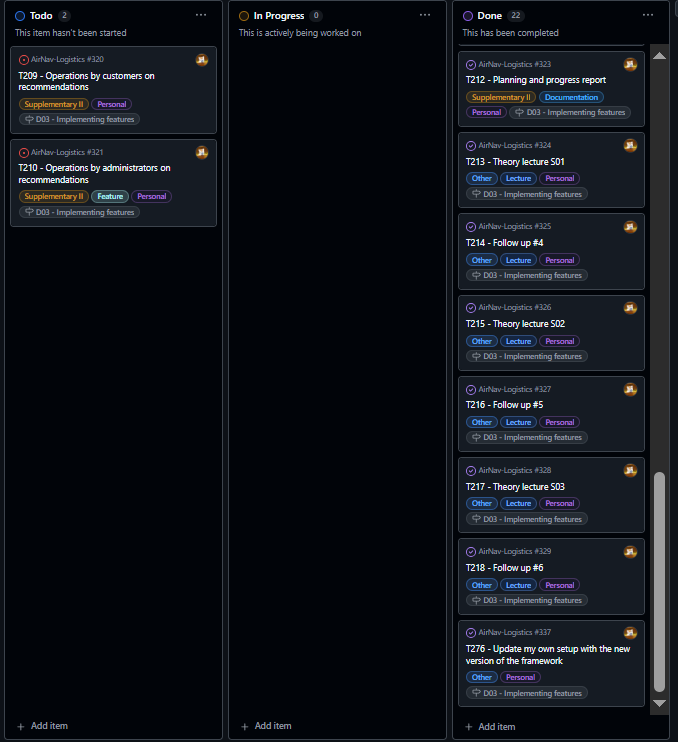 Todo 2 ...
This item hasn't been started
AirNav-Logistics #320
T209 - Operations by customers on
recommendations
Supplementary II Personal
D03 - Implementing features
AirNav-Logistics #321
T210 - Operations by administrators on
recommendations
Supplementary II Feature Personal
D03 - Implementing features
+ Add item
In Progress 0 ...
This is actively being worked on
+ Add item
Done 22 ...
This has been completed
AirNav-Logistics #323
T212 - Planning and progress report
Supplementary II Documentation
Personal D03 - Implementing features
AirNav-Logistics #324
T213 - Theory lecture S01
Other Lecture Personal
D03 - Implementing features
AirNav-Logistics #325
T214 - Follow up #4
Other Lecture Personal
D03 - Implementing features
AirNav-Logistics #326
T215 - Theory lecture S02
Other Lecture Personal
D03 - Implementing features
AirNav-Logistics #327
T216 - Follow up #5
Other Lecture Personal
D03 - Implementing features
AirNav-Logistics #328
T217 - Theory lecture S03
Other Lecture Personal
D03 - Implementing features
AirNav-Logistics #329
T218 - Follow up #6
Other Lecture Personal
D03 - Implementing features
AirNav-Logistics #337
T276 - Update my own setup with the new
version of the framework
Other Personal
D03 - Implementing features
+ Add item